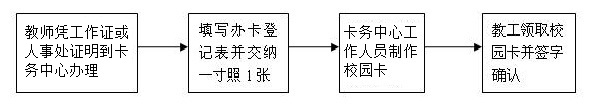 教师凭工作证或
人事处证明到卡
务中心办理
填写办卡登
记表并交纳
一寸照 1 张
卡务中心工
作人员制作
校园卡
教工领取校
园卡并签字
确认